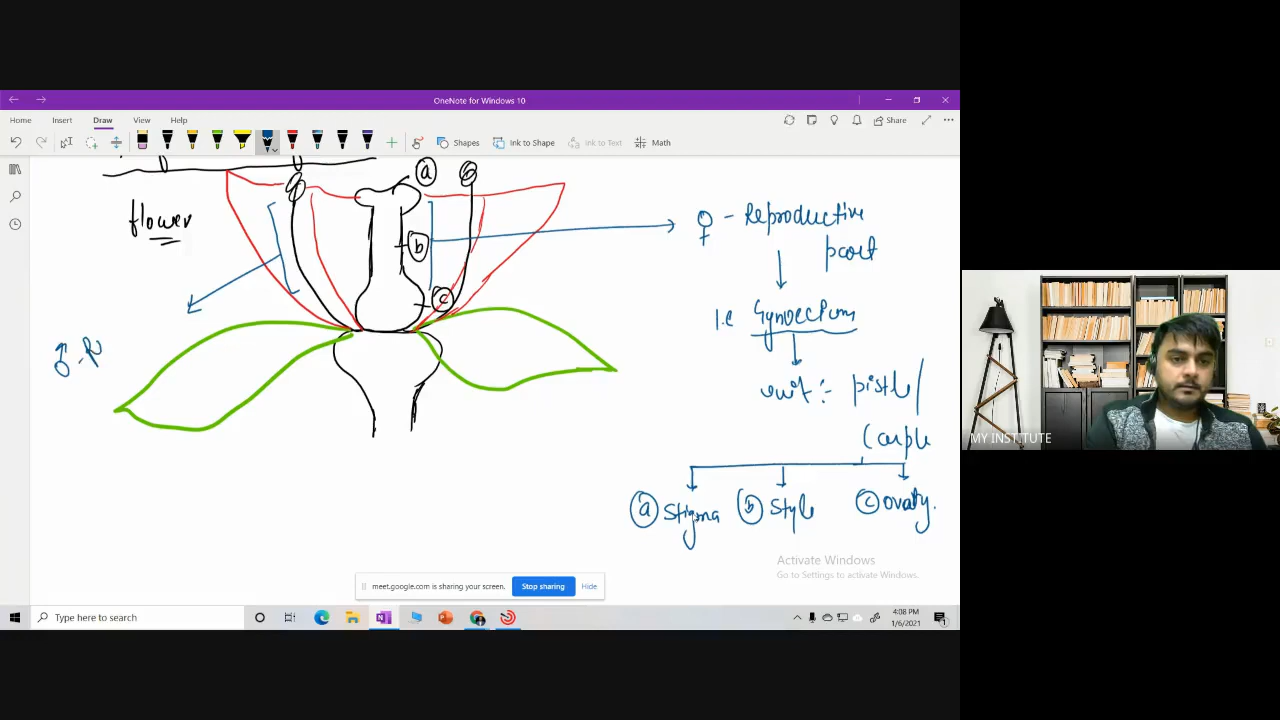 OneNote for Windows 10
Home Insert Draw View Help
Share
Shapes Ink to Shape Ink to Text Math
a
b
c
flower
♀ - Reproductive
part
i.e Gynoecium
unit :- pistle/
Carple
♂ -R
a Stigma b Style c Ovary.
MY INSTITUTE
Activate Windows
Go to Settings to activate Windows.
meet.google.com is sharing your screen. Stop sharing Hide
Type here to search
4:08 PM
1/6/2021